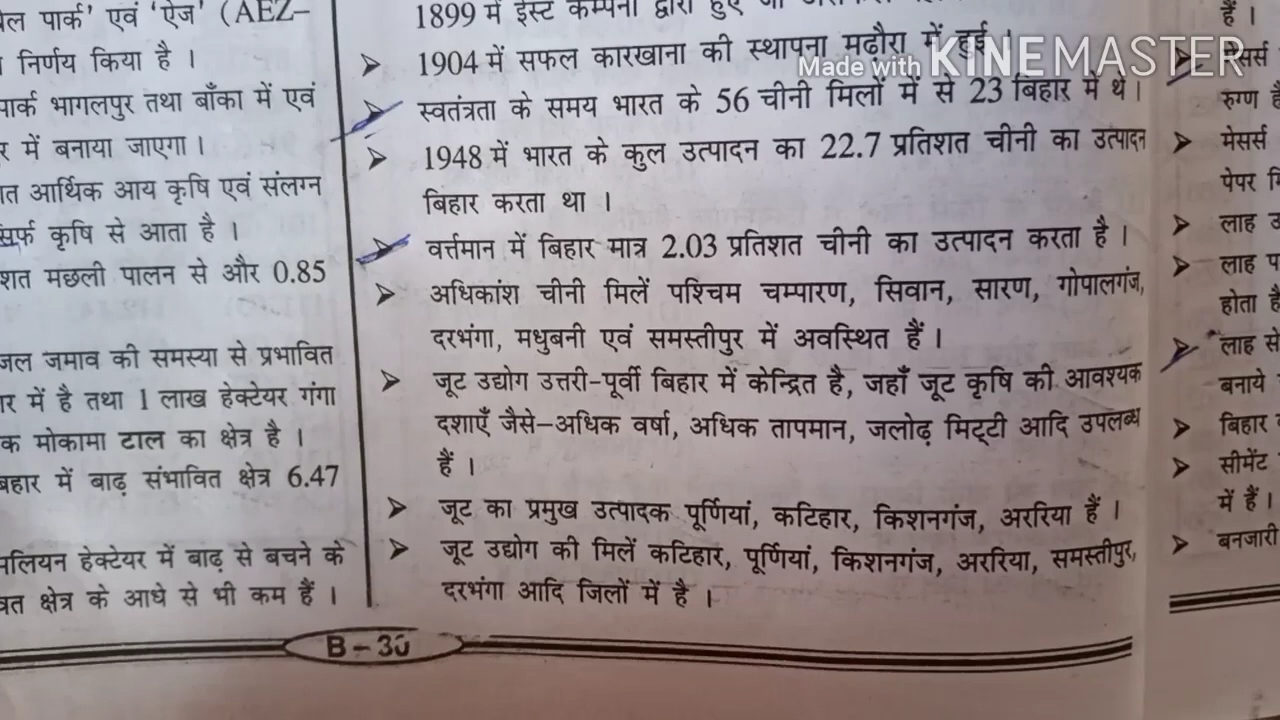 ल पार्क' एवं 'ऐज' (AEZ–
निर्णय किया है ।
पार्क भागलपुर तथा बाँका में एवं
में बनाया जाएगा ।
आर्थिक आय कृषि एवं संलग्न
कृषि से आता है ।
मछली पालन से और 0.85
जल जमाव की समस्या से प्रभावित
में है तथा 1 लाख हेक्टेयर गंगा
मोकामा टाल का क्षेत्र है ।
में बाढ़ संभावित क्षेत्र 6.47
हेक्टेयर में बाढ़ से बचने के
क्षेत्र के आधे से भी कम हैं ।
1899 में ईस्ट कम्पनी द्वारा हुए
➤ 1904 में सफल कारखाना की स्थापना मढ़ौरा में हुई ।
➤ स्वतंत्रता के समय भारत के 56 चीनी मिलों में से 23 बिहार में थे ।
➤ 1948 में भारत के कुल उत्पादन का 22.7 प्रतिशत चीनी का उत्पादन
बिहार करता था ।
➤ वर्त्तमान में बिहार मात्र 2.03 प्रतिशत चीनी का उत्पादन करता है ।
➤ अधिकांश चीनी मिलें पश्चिम चम्पारण, सिवान, सारण, गोपालगंज,
दरभंगा, मधुबनी एवं समस्तीपुर में अवस्थित हैं ।
➤ जूट उद्योग उत्तरी-पूर्वी बिहार में केन्द्रित है, जहाँ जूट कृषि की आवश्यक
दशाएँ जैसे–अधिक वर्षा, अधिक तापमान, जलोढ़ मिट्टी आदि उपलब्ध
हैं ।
➤ जूट का प्रमुख उत्पादक पूर्णियां, कटिहार, किशनगंज, अररिया हैं ।
➤ जूट उद्योग की मिलें कटिहार, पूर्णियां, किशनगंज, अररिया, समस्तीपुर,
दरभंगा आदि जिलों में है ।
हैं ।
➤ मेसर्स
रुग्ण
➤ मेसर्स
पेपर
➤ लाह
➤ लाह
होता है
➤ लाह से
बनाये
➤ बिहार
➤ सीमेंट
में हैं ।
➤ बनजारी
B – 30
Made with KINEMASTER